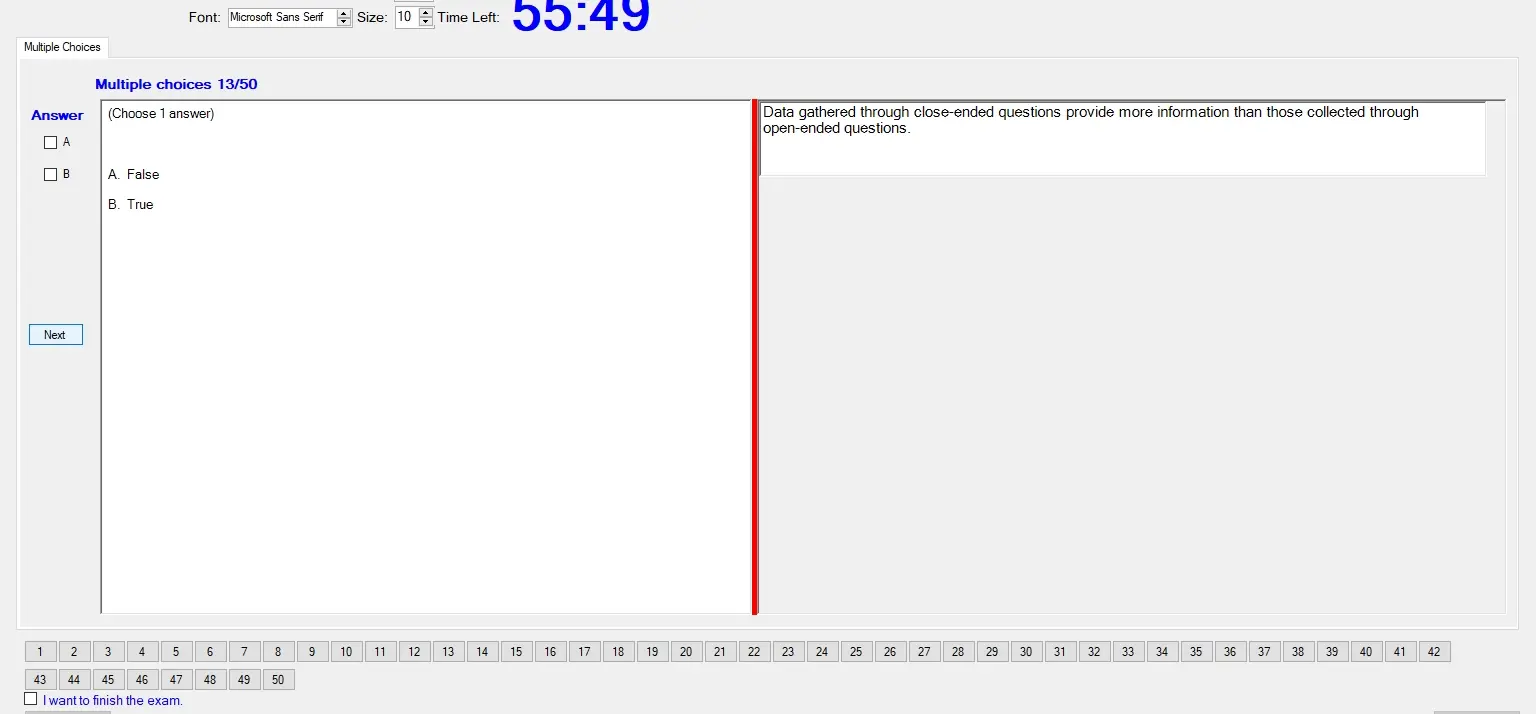 Font: Microsoft Sans Serif Size: 10 Time Left: 55:49
Multiple Choices
Multiple choices 13/50
Answer
A
B
Next
(Choose 1 answer)
A. False
B. True
Data gathered through close-ended questions provide more information than those collected through
open-ended questions.
1 2 3 4 5 6 7 8 9 10 11 12 13 14 15 16 17 18 19 20 21 22 23 24 25 26 27 28 29 30 31 32 33 34 35 36 37 38 39 40 41 42
43 44 45 46 47 48 49 50
I want to finish the exam.